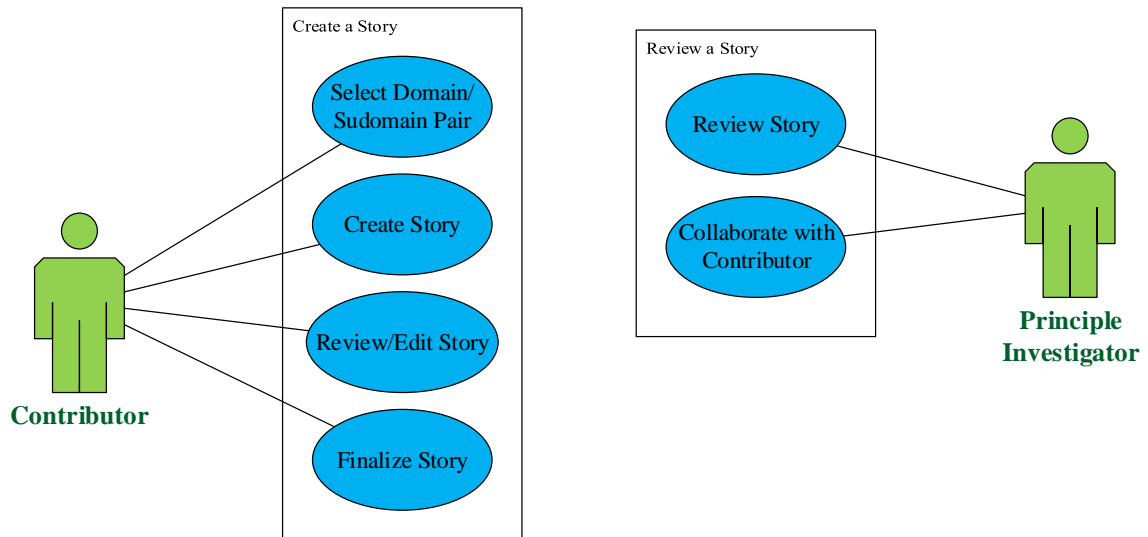 Create a Story
Select Domain/
Sudomain Pair
Create Story
Review/Edit Story
Finalize Story
Contributor
Review a Story
Review Story
Collaborate with
Contributor
Principle
Investigator